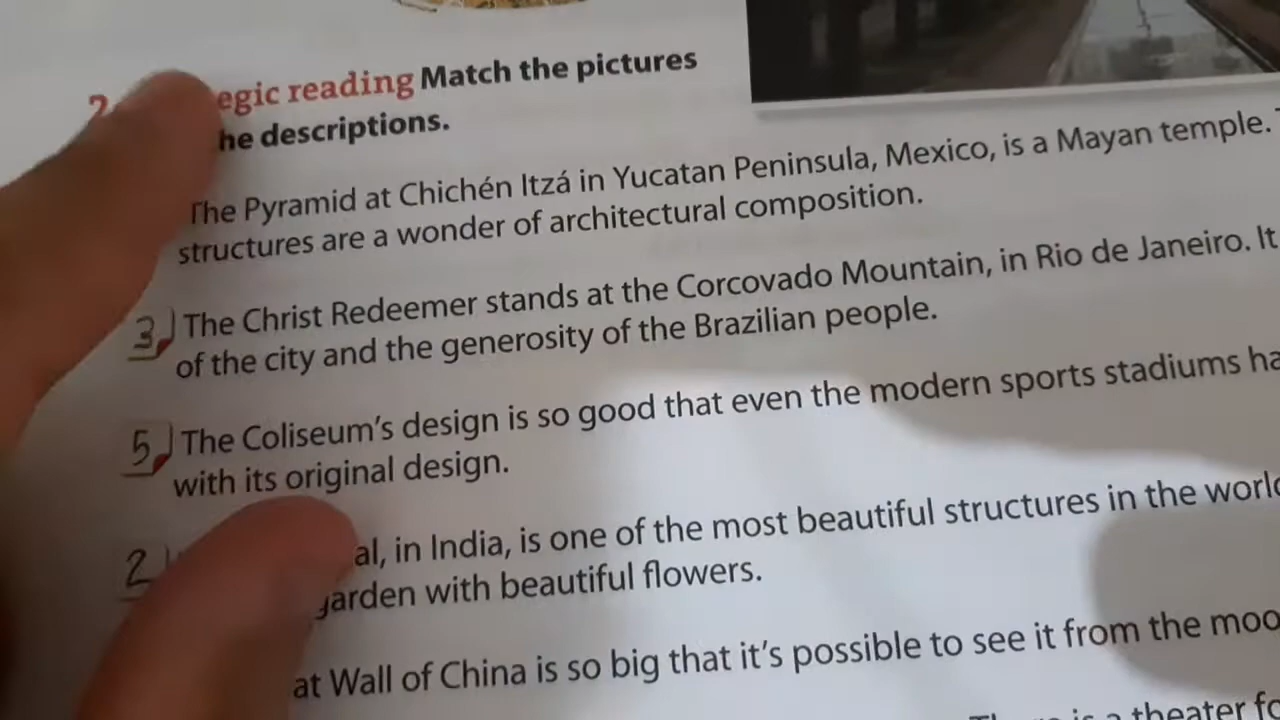 2. egic reading Match the pictures
he descriptions.
The Pyramid at Chichén Itzá in Yucatan Peninsula, Mexico, is a Mayan temple.
structures are a wonder of architectural composition.
3 The Christ Redeemer stands at the Corcovado Mountain, in Rio de Janeiro. It
of the city and the generosity of the Brazilian people.
5 The Coliseum's design is so good that even the modern sports stadiums ha
with its original design.
2 al, in India, is one of the most beautiful structures in the world
garden with beautiful flowers.
at Wall of China is so big that it's possible to see it from the moo
is a theater fo